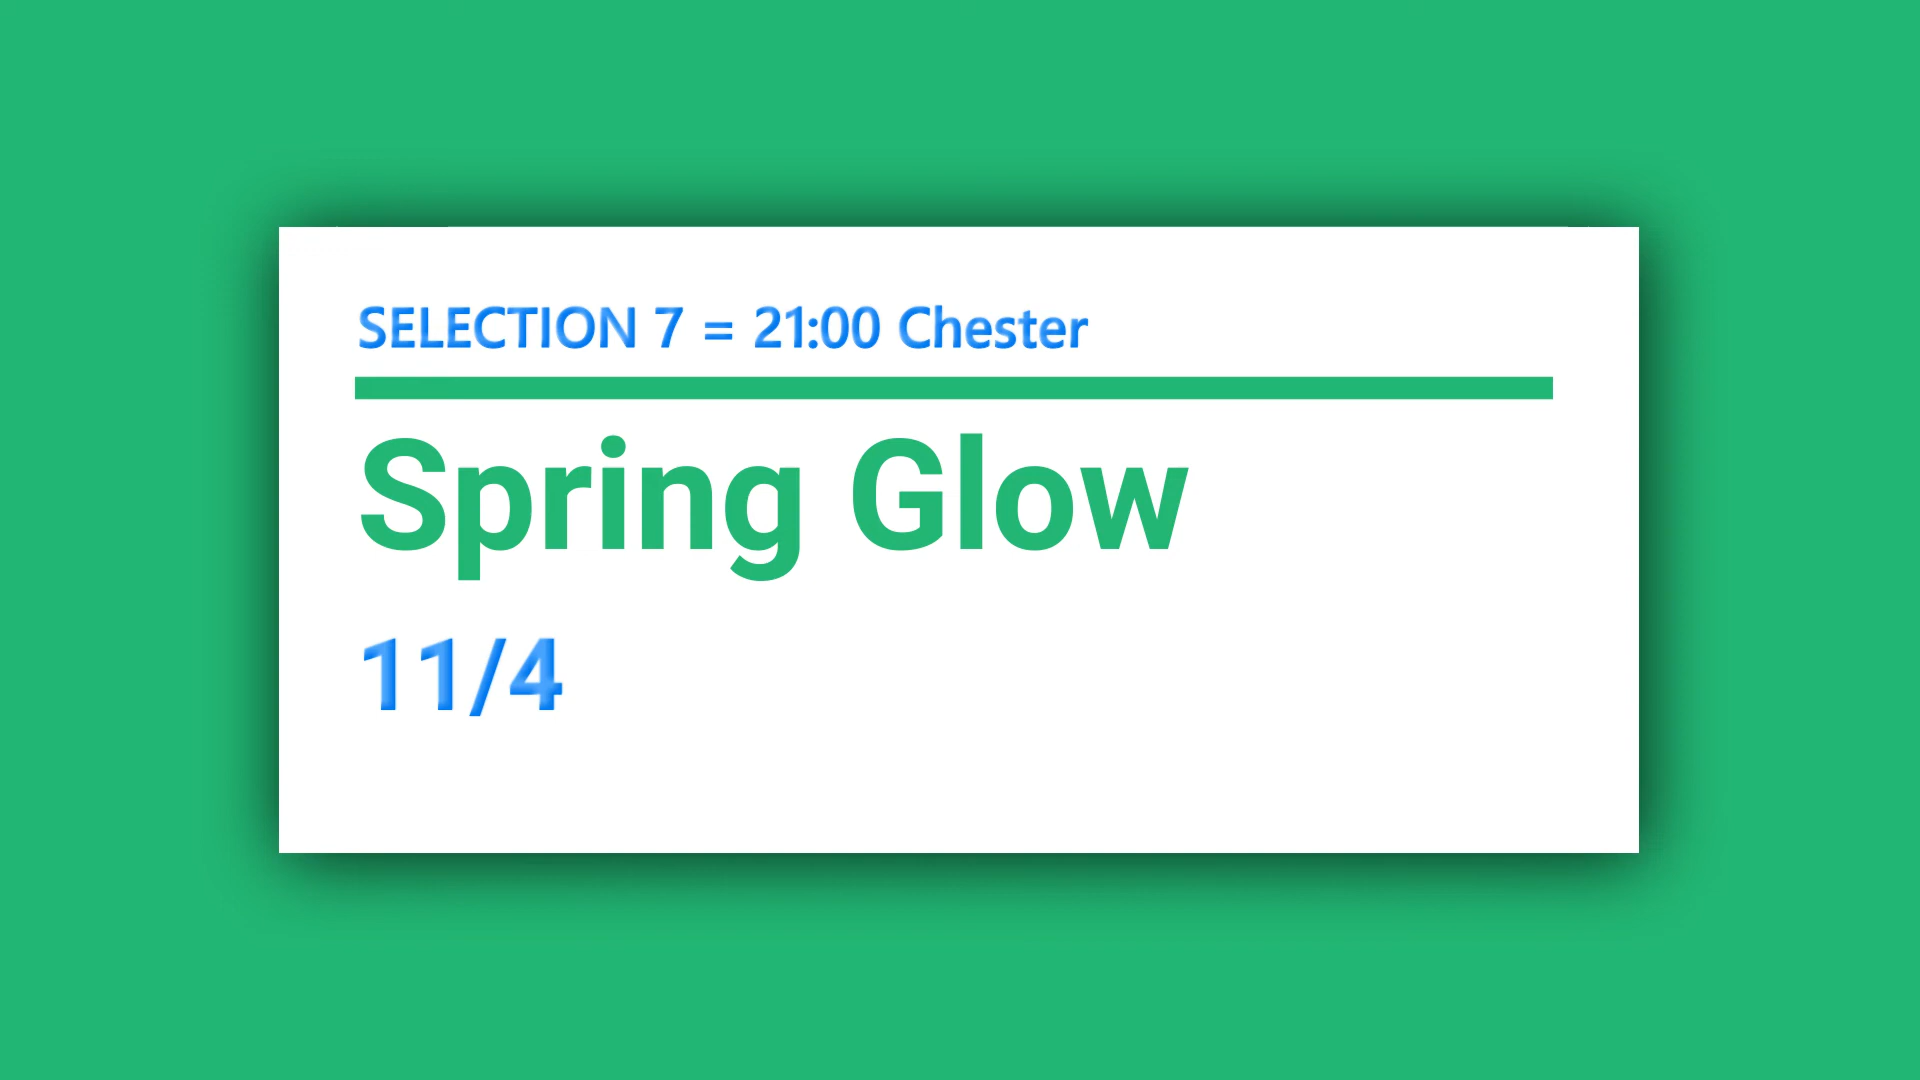 SELECTION 7 = 21:00 Chester
Spring Glow
11/4